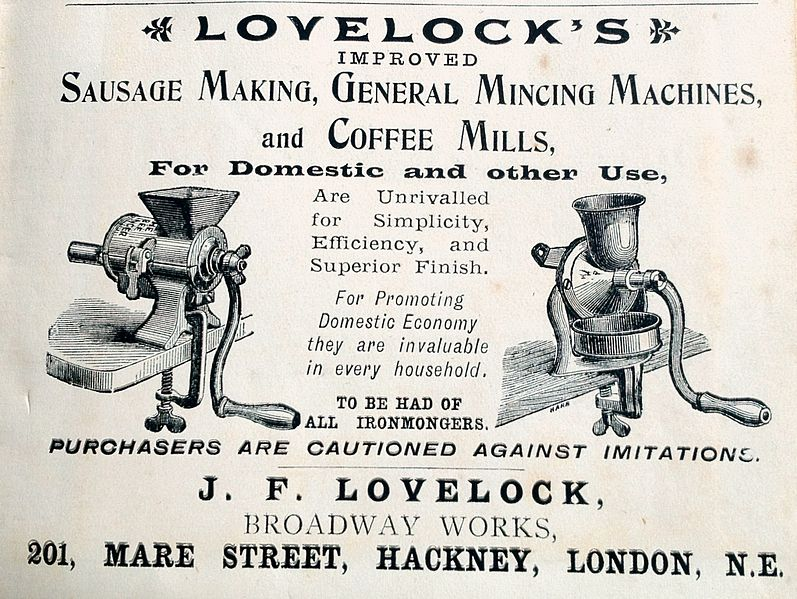 LOVELOCK'S
IMPROVED
SAUSAGE MAKING, GENERAL MINCING MACHINES,
and COFFEE MILLS,
For Domestic and other Use,
Are Unrivalled
for Simplicity,
Efficiency, and
Superior Finish.
For Promoting
Domestic Economy
they are invaluable
in every household.
TO BE HAD OF
ALL IRONMONGERS.
PURCHASERS ARE CAUTIONED AGAINST IMITATIONS.
J. F. LOVELOCK,
BROADWAY WORKS,
201, MARE STREET, HACKNEY, LONDON, N.E.